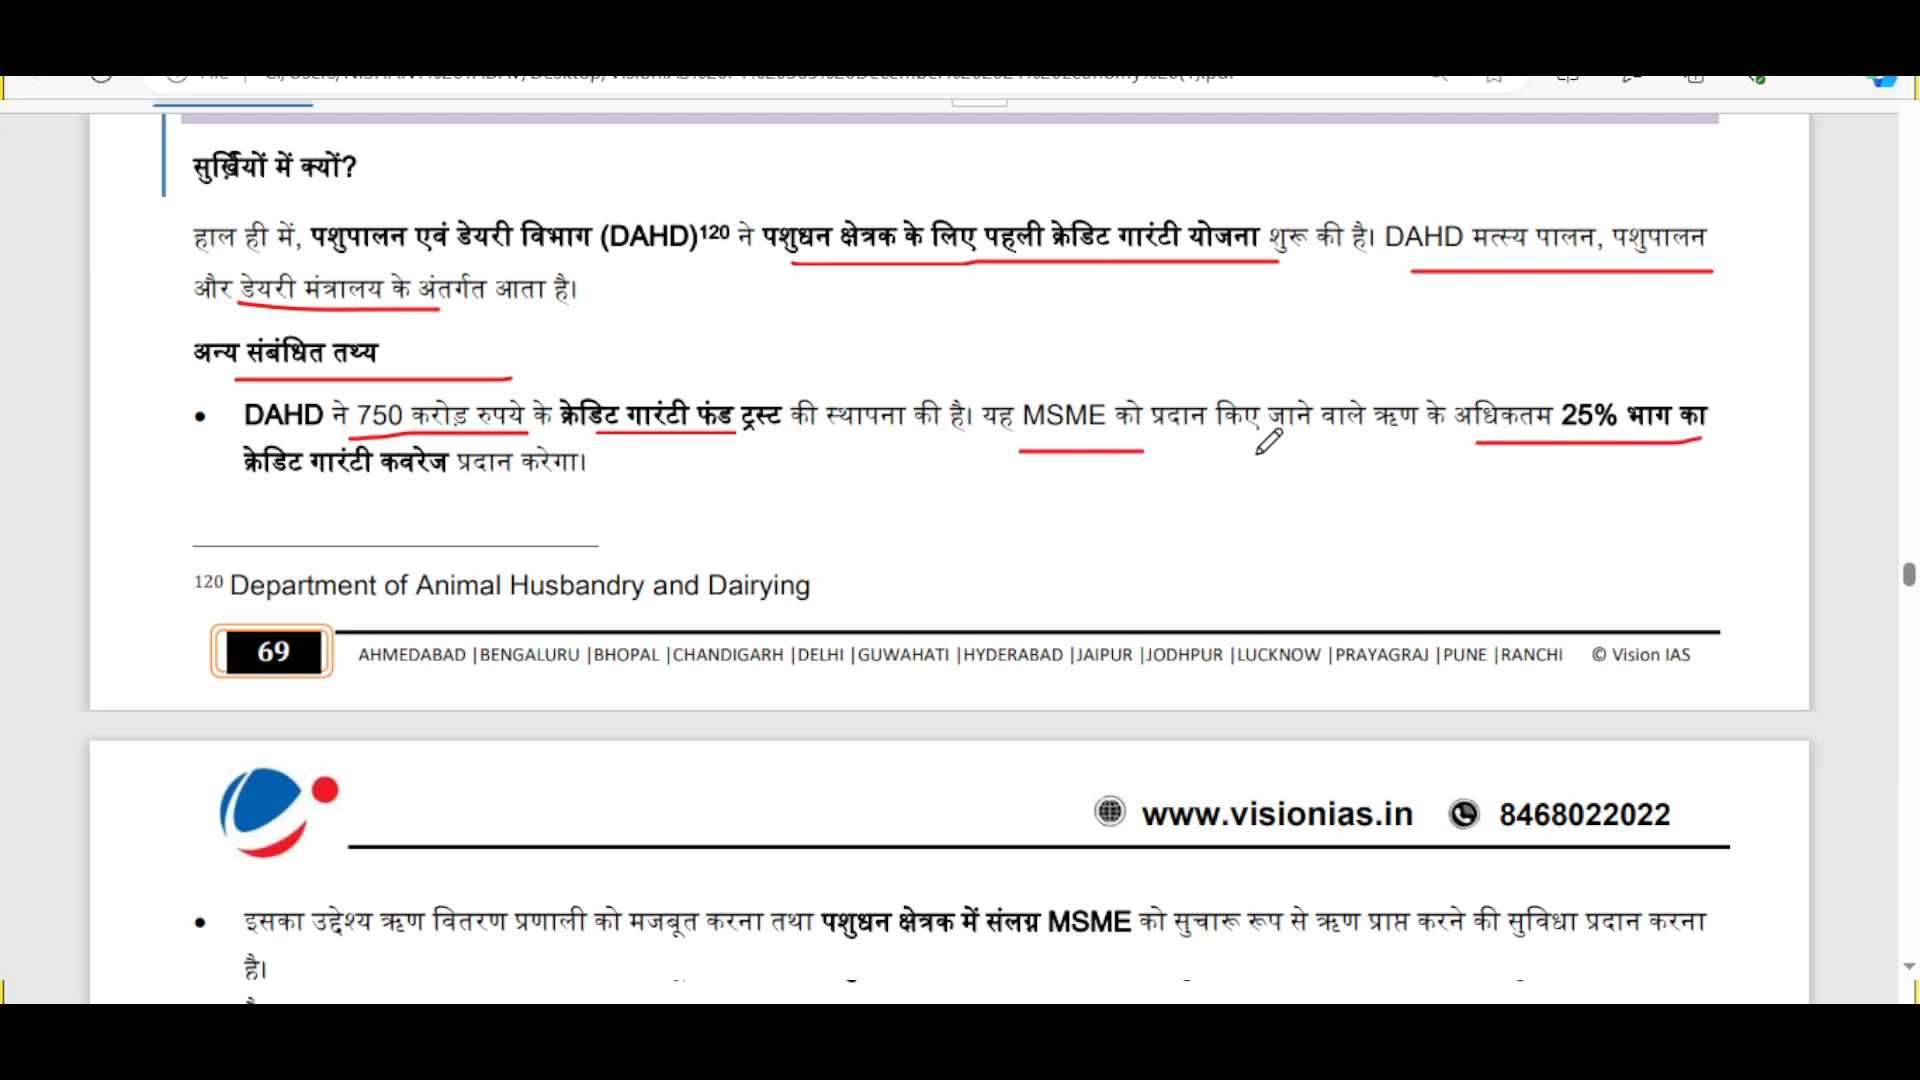 सुर्ख़ियों में क्यों?
हाल ही में, पशुपालन एवं डेयरी विभाग (DAHD)120 ने पशुधन क्षेत्रक के लिए पहली क्रेडिट गारंटी योजना शुरू की है। DAHD मत्स्य पालन, पशुपालन
और डेयरी मंत्रालय के अंतर्गत आता है।
अन्य संबंधित तथ्य
• DAHD ने 750 करोड़ रुपये के क्रेडिट गारंटी फंड ट्रस्ट की स्थापना की है। यह MSME को प्रदान किए जाने वाले ऋण के अधिकतम 25% भाग का
क्रेडिट गारंटी कवरेज प्रदान करेगा।
120 Department of Animal Husbandry and Dairying
69 AHMEDABAD |BENGALURU |BHOPAL |CHANDIGARH |DELHI |GUWAHATI |HYDERABAD |JAIPUR |JODHPUR |LUCKNOW |PRAYAGRAJ |PUNE |RANCHI © Vision IAS
www.visionias.in 8468022022
• इसका उद्देश्य ऋण वितरण प्रणाली को मजबूत करना तथा पशुधन क्षेत्रक में संलग्न MSME को सुचारू रूप से ऋण प्राप्त करने की सुविधा प्रदान करना
है।